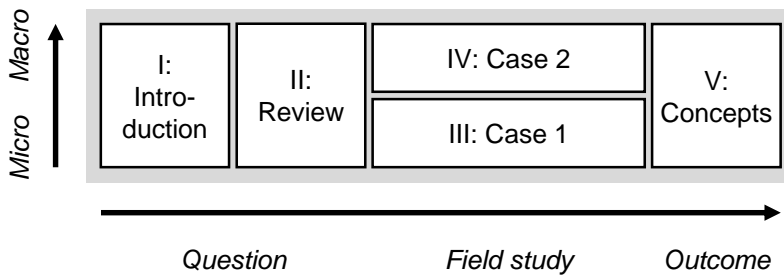 Macro
Micro
I:
Intro-
duction
II:
Review
IV: Case 2
III: Case 1
V:
Concepts
Question
Field study
Outcome